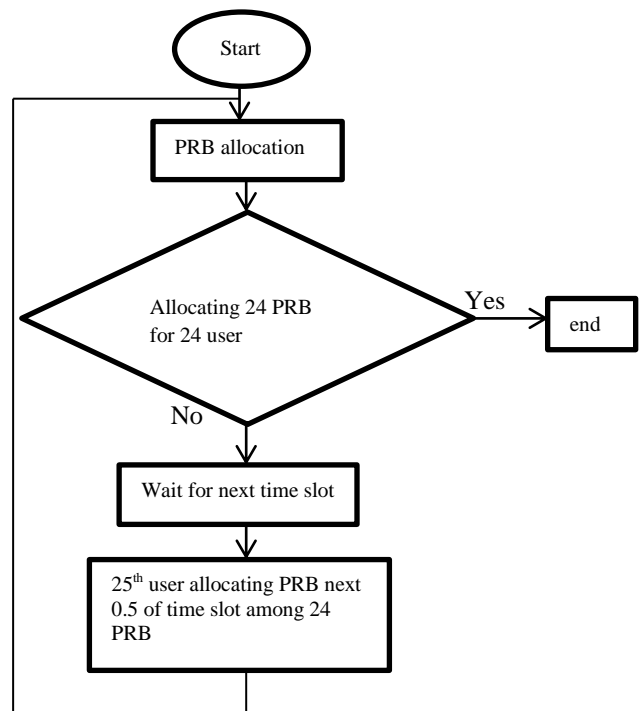 Start
PRB allocation
Allocating 24 PRB
for 24 user
Yes
end
No
Wait for next time slot
25th user allocating PRB next
0.5 of time slot among 24
PRB